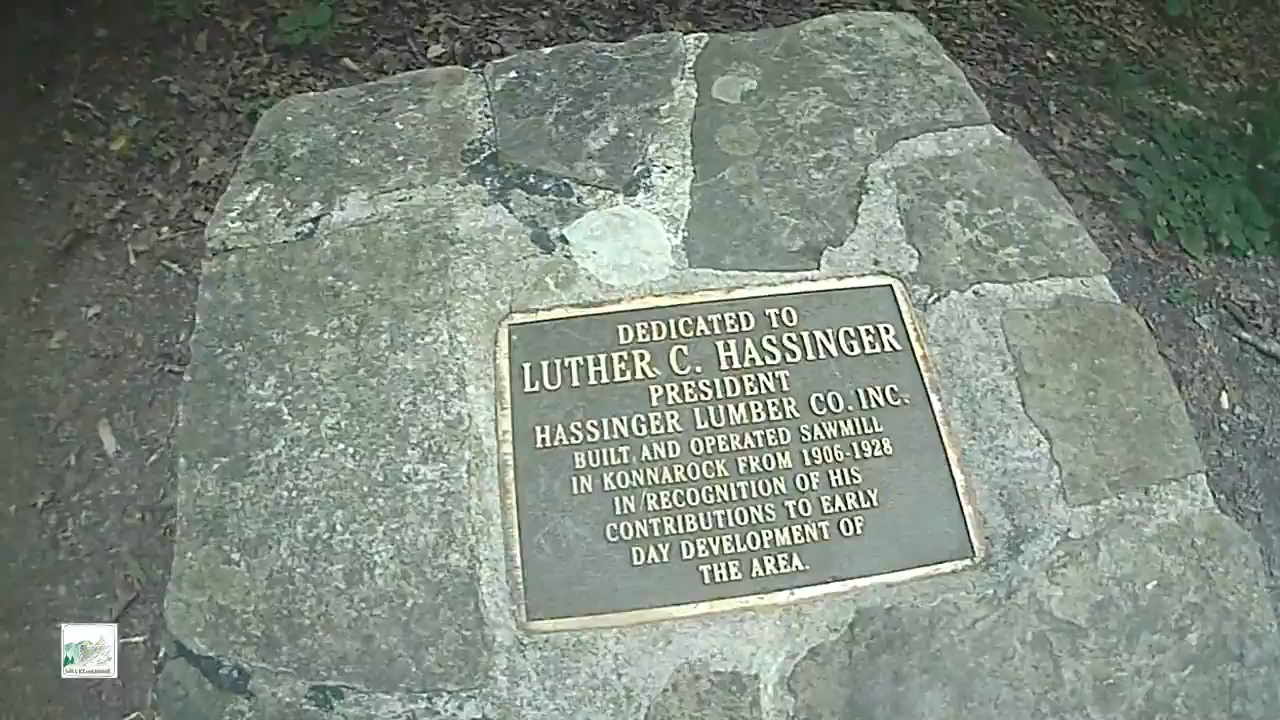 DEDICATED TO
LUTHER C. HASSINGER
PRESIDENT
HASSINGER LUMBER CO. INC.
BUILT AND OPERATED SAWMILL
IN KONNAROCK FROM 1906-1928
IN RECOGNITION OF HIS
CONTRIBUTIONS TO EARLY
DAY DEVELOPMENT OF
THE AREA.